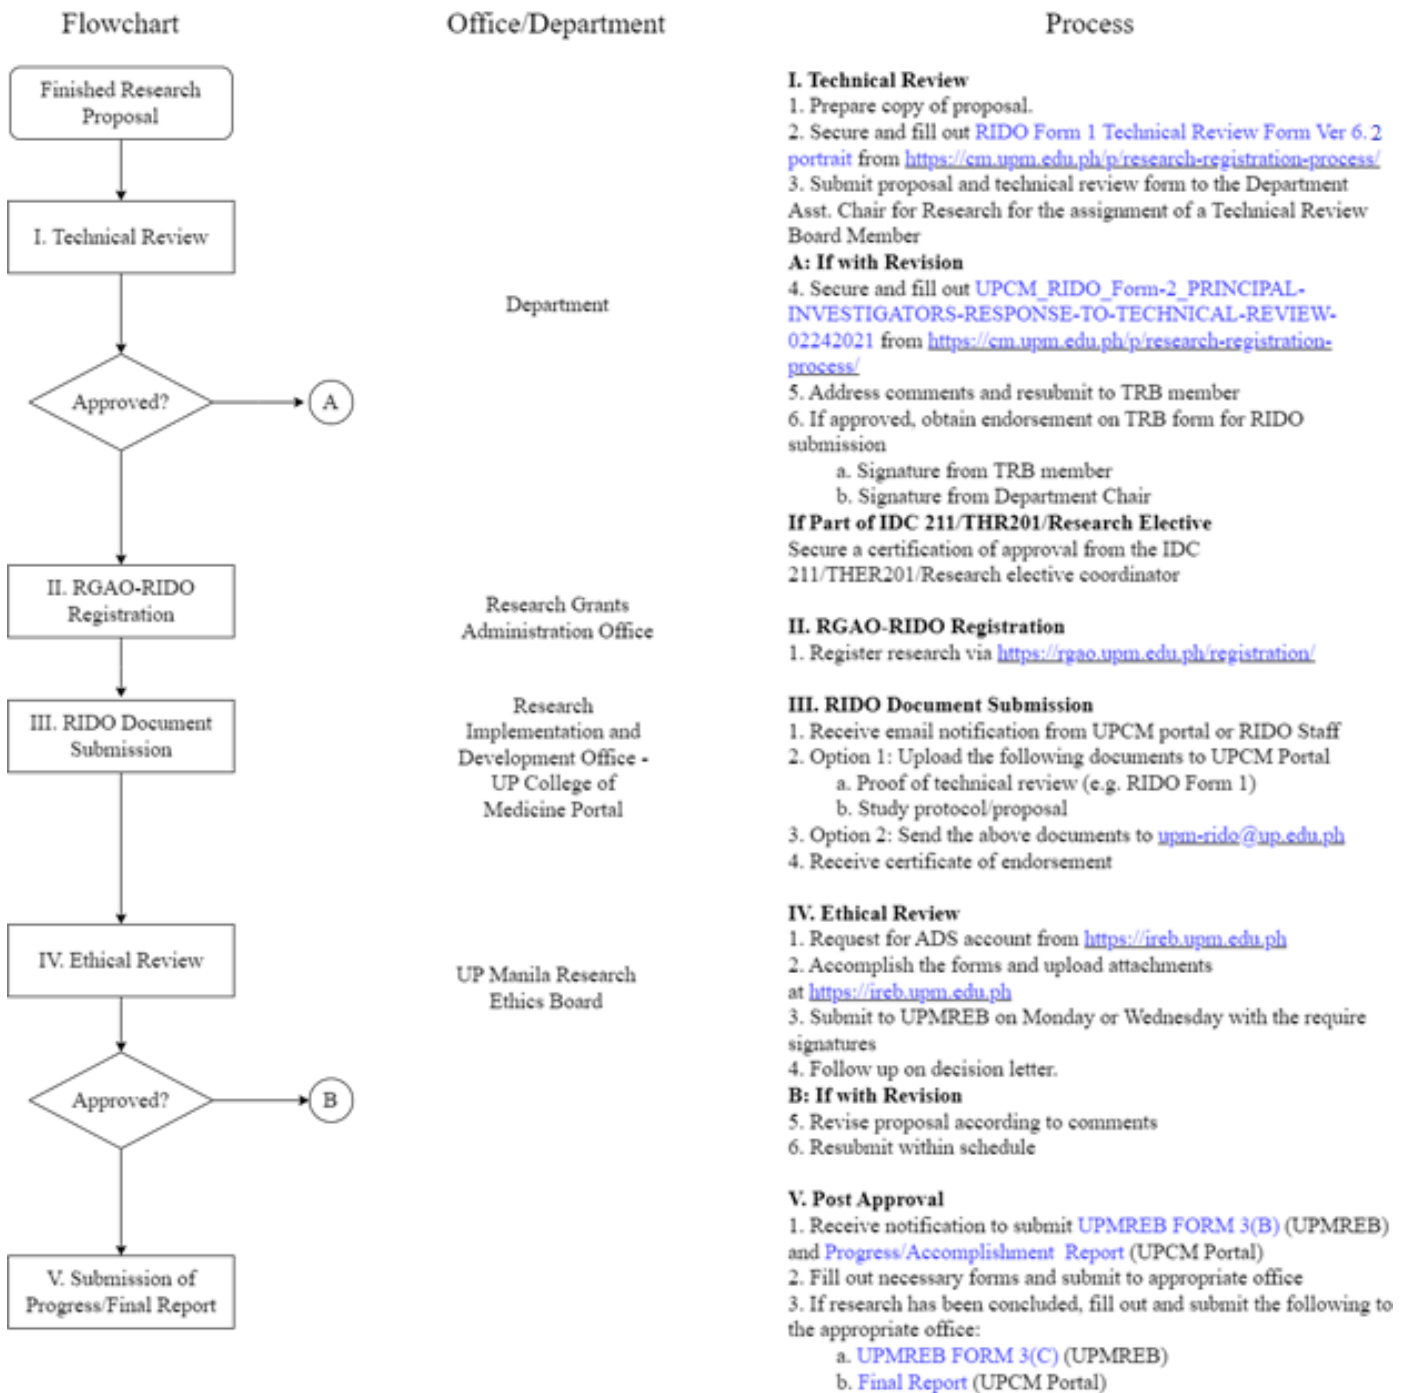 Flowchart
Office/Department
Process
Finished Research
Proposal
I. Technical Review
Approved?
A
II. RGAO-RIDO
Registration
III. RIDO Document
Submission
IV. Ethical Review
Approved?
B
V. Submission of
Progress/Final Report
Department
Research Grants
Administration Office
Research
Implementation and
Development Office -
UP College of
Medicine Portal
UP Manila Research
Ethics Board
I. Technical Review
1. Prepare copy of proposal.
2. Secure and fill out RIDO Form 1 Technical Review Form Ver 6. 2
portrait from https://cm.upm.edu.ph/p/research-registration-process/
3. Submit proposal and technical review form to the Department
Asst. Chair for Research for the assignment of a Technical Review
Board Member
A: If with Revision
4. Secure and fill out UPCM_RIDO_Form-2_PRINCIPAL-
INVESTIGATORS-RESPONSE-TO-TECHNICAL-REVIEW-
02242021 from https://cm.upm.edu.ph/p/research-registration-
process/
5. Address comments and resubmit to TRB member
6. If approved, obtain endorsement on TRB form for RIDO
submission
a. Signature from TRB member
b. Signature from Department Chair
If Part of IDC 211/THR201/Research Elective
Secure a certification of approval from the IDC
211/THER201/Research elective coordinator
II. RGAO-RIDO Registration
1. Register research via https://rgao.upm.edu.ph/registration/
III. RIDO Document Submission
1. Receive email notification from UPCM portal or RIDO Staff
2. Option 1: Upload the following documents to UPCM Portal
a. Proof of technical review (e.g. RIDO Form 1)
b. Study protocol/proposal
3. Option 2: Send the above documents to upm-rido@up.edu.ph
4. Receive certificate of endorsement
IV. Ethical Review
1. Request for ADS account from https://ireb.upm.edu.ph
2. Accomplish the forms and upload attachments
at https://ireb.upm.edu.ph
3. Submit to UPMREB on Monday or Wednesday with the require
signatures
4. Follow up on decision letter.
B: If with Revision
5. Revise proposal according to comments
6. Resubmit within schedule
V. Post Approval
1. Receive notification to submit UPMREB FORM 3(B) (UPMREB)
and Progress/Accomplishment Report (UPCM Portal)
2. Fill out necessary forms and submit to appropriate office
3. If research has been concluded, fill out and submit the following to
the appropriate office:
a. UPMREB FORM 3(C) (UPMREB)
b. Final Report (UPCM Portal)